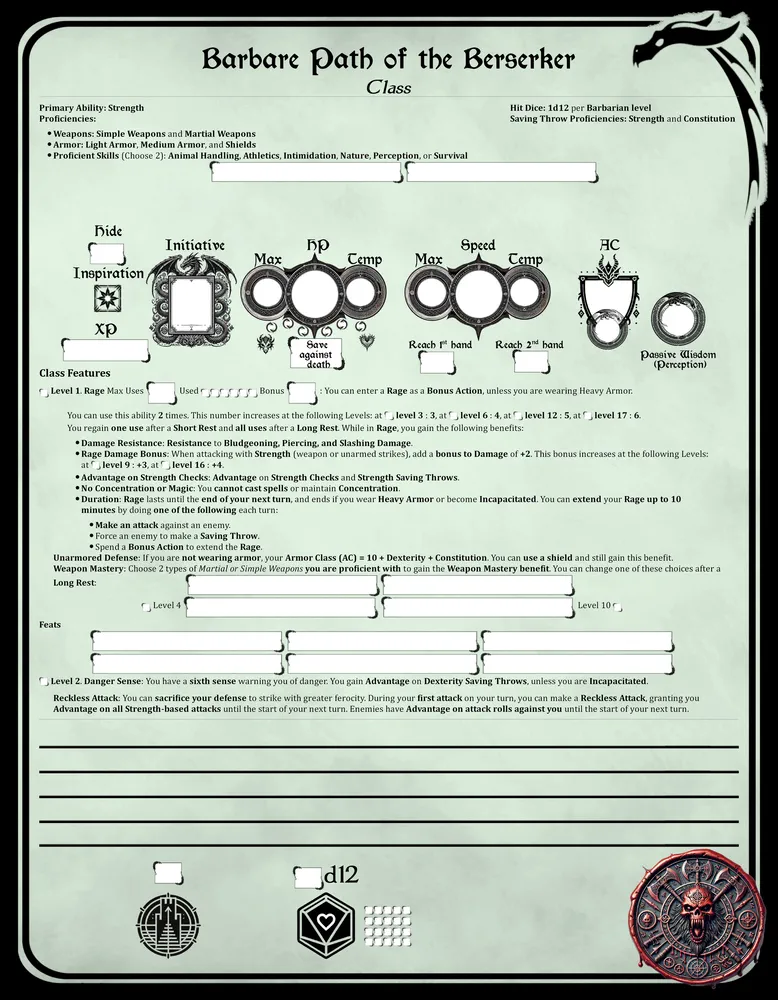 Barbare Path of the Berserker
Class
Primary Ability: Strength
Hit Dice: 1d12 per Barbarian level
Proficiencies:
Saving Throw Proficiencies: Strength and Constitution
• Weapons: Simple Weapons and Martial Weapons
• Armor: Light Armor, Medium Armor, and Shields
• Proficient Skills (Choose 2): Animal Handling, Athletics, Intimidation, Nature, Perception, or Survival
Hide
Initiative
HP
Speed
AC
Max
Temp
Max
Temp
Inspiration
XP
Save
against
death
Reach 1st hand
Reach 2nd hand
Passive Wisdom
(Perception)
Class Features
Level 1. Rage Max Uses Used Bonus : You can enter a Rage as a Bonus Action, unless you are wearing Heavy Armor.
You can use this ability 2 times. This number increases at the following Levels: at level 3 : 3, at level 6 : 4, at level 12 : 5, at level 17 : 6.
You regain one use after a Short Rest and all uses after a Long Rest. While in Rage, you gain the following benefits:
• Damage Resistance: Resistance to Bludgeoning, Piercing, and Slashing Damage.
• Rage Damage Bonus: When attacking with Strength (weapon or unarmed strikes), add a bonus to Damage of +2. This bonus increases at the following Levels:
at level 9 : +3, at level 16 : +4.
• Advantage on Strength Checks: Advantage on Strength Checks and Strength Saving Throws.
• No Concentration or Magic: You cannot cast spells or maintain Concentration.
• Duration: Rage lasts until the end of your next turn, and ends if you wear Heavy Armor or become Incapacitated. You can extend your Rage up to 10
minutes by doing one of the following each turn:
• Make an attack against an enemy.
• Force an enemy to make a Saving Throw.
• Spend a Bonus Action to extend the Rage.
Unarmored Defense: If you are not wearing armor, your Armor Class (AC) = 10 + Dexterity + Constitution. You can use a shield and still gain this benefit.
Weapon Mastery: Choose 2 types of Martial or Simple Weapons you are proficient with to gain the Weapon Mastery benefit. You can change one of these choices after a
Long Rest:
Level 4
Level 10
Feats
Level 2. Danger Sense: You have a sixth sense warning you of danger. You gain Advantage on Dexterity Saving Throws, unless you are Incapacitated.
Reckless Attack: You can sacrifice your defense to strike with greater ferocity. During your first attack on your turn, you can make a Reckless Attack, granting you
Advantage on all Strength-based attacks until the start of your next turn. Enemies have Advantage on attack rolls against you until the start of your next turn.
d12